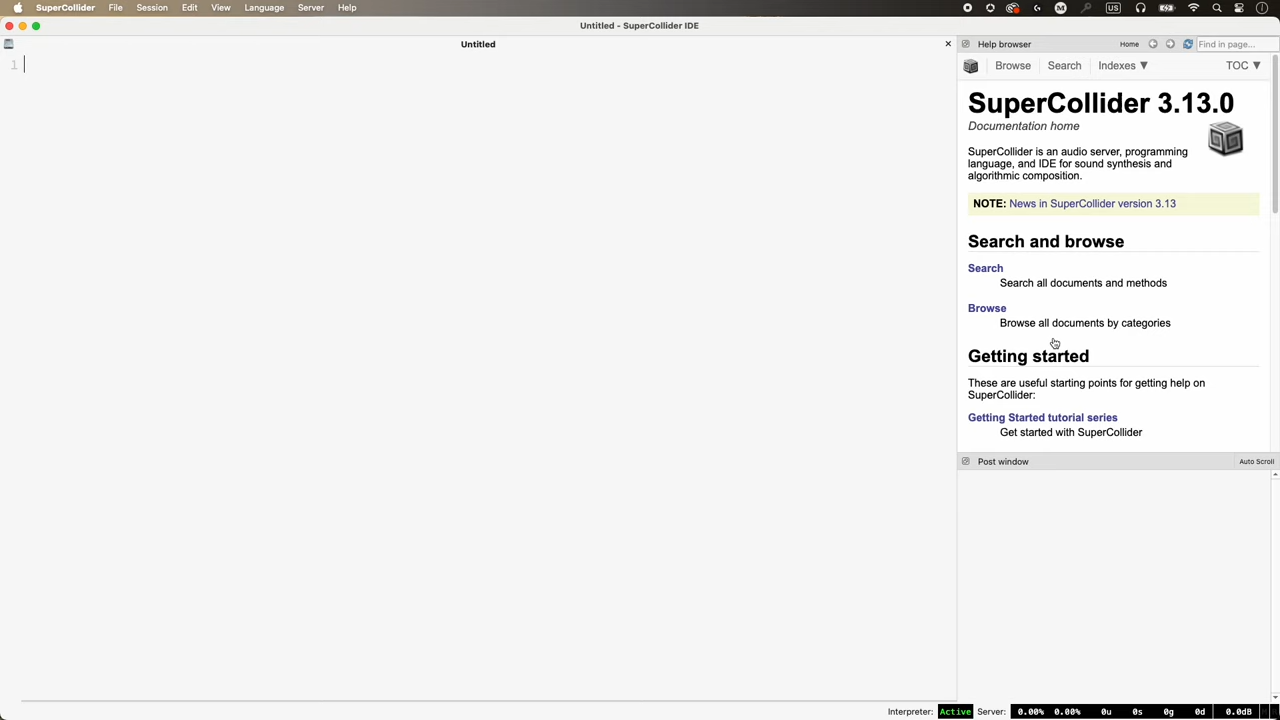 SuperCollider File Session Edit View Language Server Help
US
Untitled - SuperCollider IDE
Untitled
1
Help browser Home Find in page...
Browse Search Indexes ▼ TOC ▼
SuperCollider 3.13.0
Documentation home
SuperCollider is an audio server, programming
language, and IDE for sound synthesis and
algorithmic composition.
NOTE: News in SuperCollider version 3.13
Search and browse
Search
Search all documents and methods
Browse
Browse all documents by categories
Getting started
These are useful starting points for getting help on
SuperCollider:
Getting Started tutorial series
Get started with SuperCollider
Post window Auto Scroll
Interpreter: Active Server: 0.00% 0.00% 0u 0s 0g 0d 0.0dB